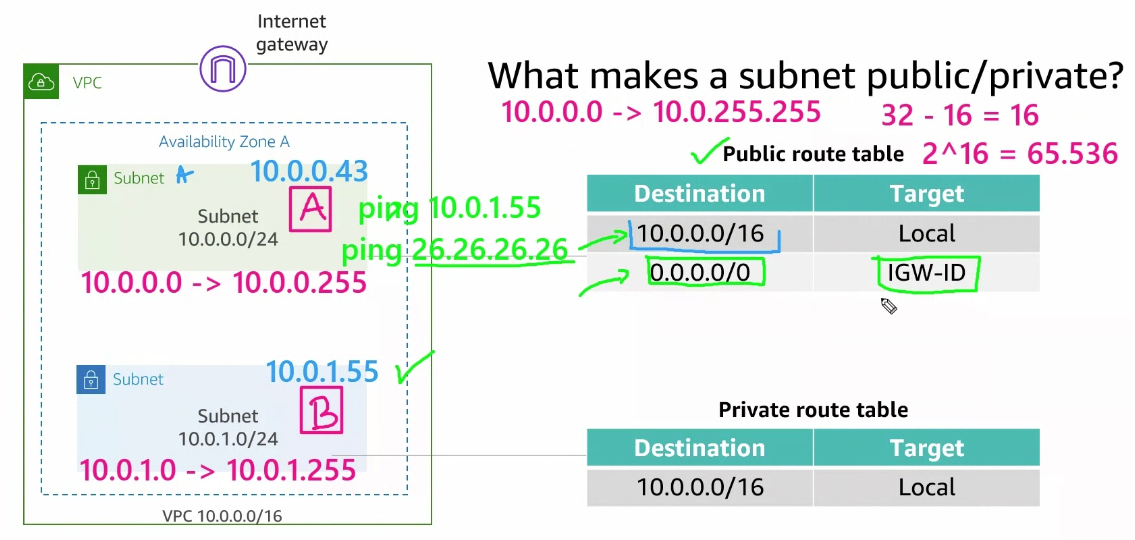 Internet
gateway
VPC
What makes a subnet public/private?
10.0.0.0 -> 10.0.255.255
32 - 16 = 16
Availability Zone A
Public route table
2^16 = 65.536
Subnet A
10.0.0.43
Subnet
10.0.0.0/24
A
ping 10.0.1.55
ping 26.26.26.26
10.0.0.0 -> 10.0.0.255
Destination Target
10.0.0.0/16 Local
0.0.0.0/0 IGW-ID
Subnet
10.0.1.55
Subnet
10.0.1.0/24
B
10.0.1.0 -> 10.0.1.255
VPC 10.0.0.0/16
Private route table
Destination Target
10.0.0.0/16 Local